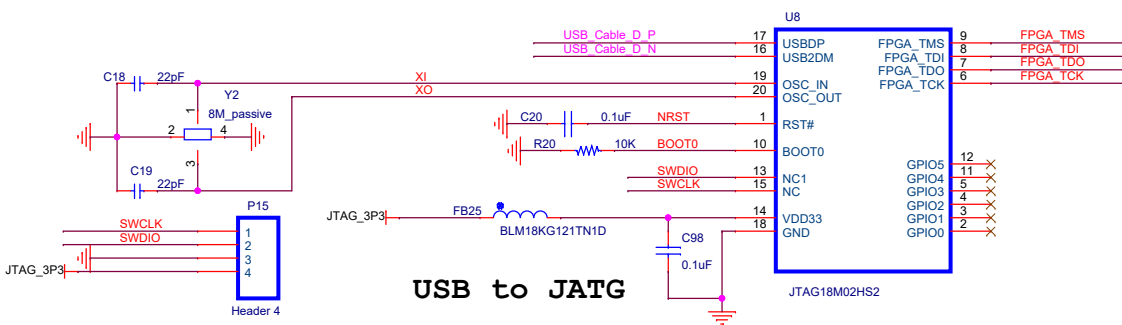 U8
USB_Cable_D_P 17 USBDP FPGA_TMS 9 FPGA_TMS
USB_Cable_D_N 16 USB2DM FPGA_TDI 8 FPGA_TDI
FPGA_TDO 7 FPGA_TDO
C18 22pF XI 19 OSC_IN FPGA_TCK 6 FPGA_TCK
Y2 XO 20 OSC_OUT
1 8M_passive
C20 0.1uF NRST 1 RST#
2 4
R20 10K BOOT0 10 BOOT0
3
GPIO5 12
C19 22pF SWDIO 13 NC1 GPIO4 11
SWCLK 15 NC GPIO3 5
P15 GPIO2 4
JTAG_3P3 FB25 14 VDD33 GPIO1 3
BLM18KG121TN1D 18 GND GPIO0 2
SWCLK 1
SWDIO 2
3
JTAG_3P3 4
C98
0.1uF
USB to JATG
JTAG18M02HS2
Header 4